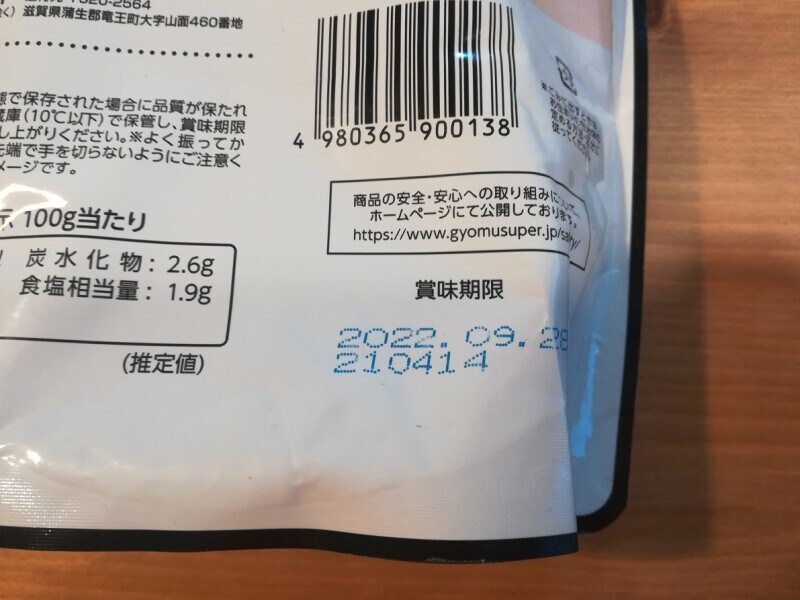 〒520-2564
滋賀県蒲生郡竜王町大字山面460番地
態で保存された場合に品質が保たれ
蔵庫(10℃以下)で保管し、賞味期限
し上がりください。※よく振ってか
先端で手を切らないようにご注意く
メージです。
4 980365 900138
商品の安全・安心への取り組みに
ホームページにて公開しております。
https://www.gyomusuper.jp/safty/
示 100g当たり
炭水化物:2.6g
食塩相当量:1.9g
(推定値)
賞味期限
2022.09.28
210414